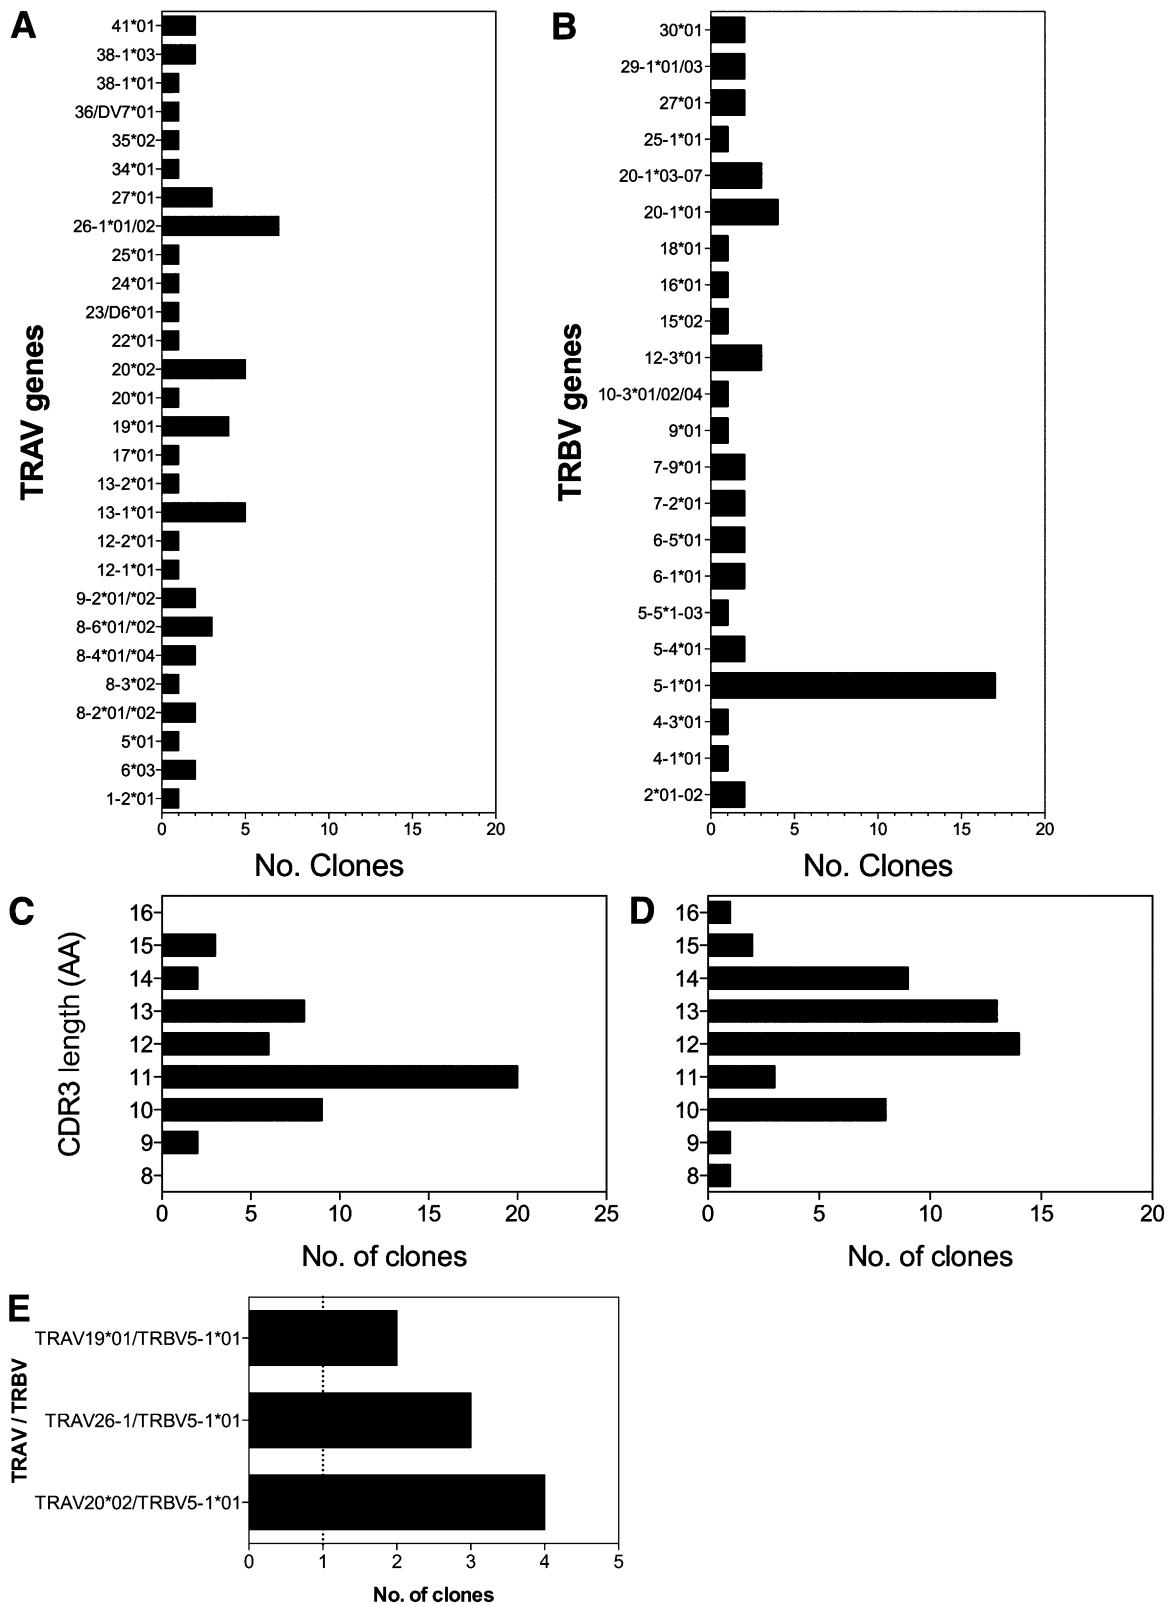 A
TRAV genes
41*01
38-1*03
38-1*01
36/DV7*01
35*02
34*01
27*01
26-1*01/02
25*01
24*01
23/D6*01
22*01
20*02
20*01
19*01
17*01
13-2*01
13-1*01
12-2*01
12-1*01
9-2*01/*02
8-6*01/*02
8-4*01/*04
8-3*02
8-2*01/*02
5*01
6*03
1-2*01
0 5 10 15 20
No. Clones
B
TRBV genes
30*01
29-1*01/03
27*01
25-1*01
20-1*03-07
20-1*01
18*01
16*01
15*02
12-3*01
10-3*01/02/04
9*01
7-9*01
7-2*01
6-5*01
6-1*01
5-5*1-03
5-4*01
5-1*01
4-3*01
4-1*01
2*01-02
0 5 10 15 20
No. Clones
C
CDR3 length (AA)
16
15
14
13
12
11
10
9
8
0 5 10 15 20 25
No. of clones
D
16
15
14
13
12
11
10
9
8
0 5 10 15 20
No. of clones
E
TRAV / TRBV
TRAV19*01/TRBV5-1*01
TRAV26-1/TRBV5-1*01
TRAV20*02/TRBV5-1*01
0 1 2 3 4 5
No. of clones